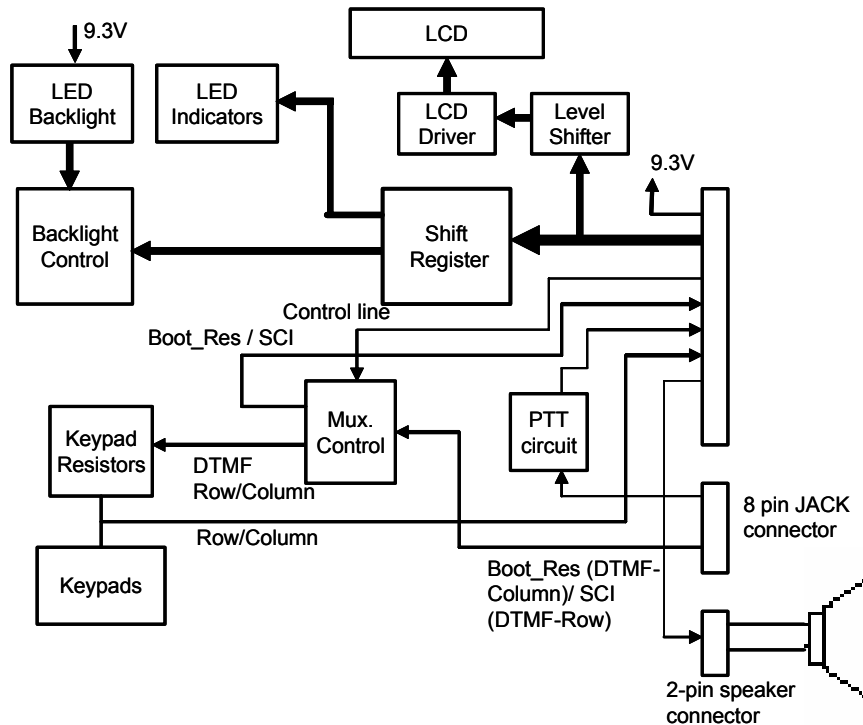 9.3V
LCD
LED
Backlight
LED
Indicators
LCD
Driver
Level
Shifter
9.3V
Backlight
Control
Shift
Register
Control line
Boot_Res / SCI
Keypad
Resistors
Mux.
Control
PTT
circuit
DTMF
Row/Column
8 pin JACK
connector
Row/Column
Keypads
Boot_Res (DTMF-
Column)/ SCI
(DTMF-Row)
2-pin speaker
connector